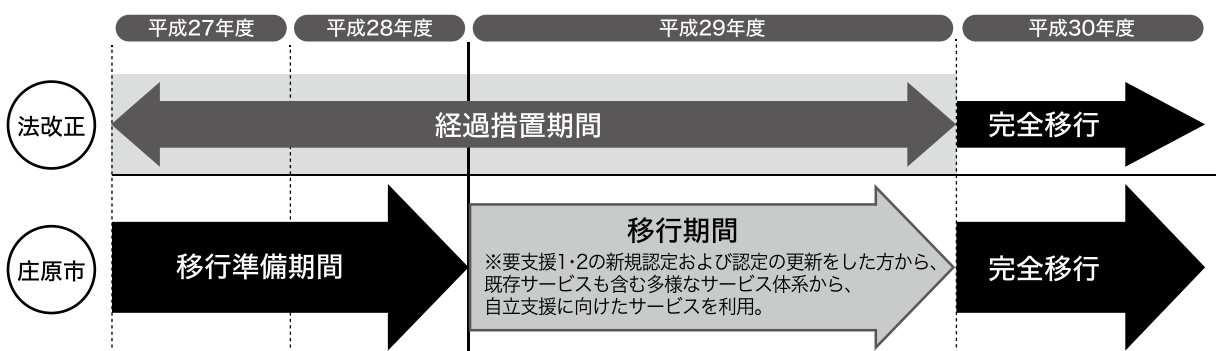 平成27年度
平成28年度
平成29年度
平成30年度
法改正
経過措置期間
完全移行
庄原市
移行準備期間
移行期間
※要支援1・2の新規認定および認定の更新をした方から、
既存サービスも含む多様なサービス体系から、
自立支援に向けたサービスを利用。
完全移行